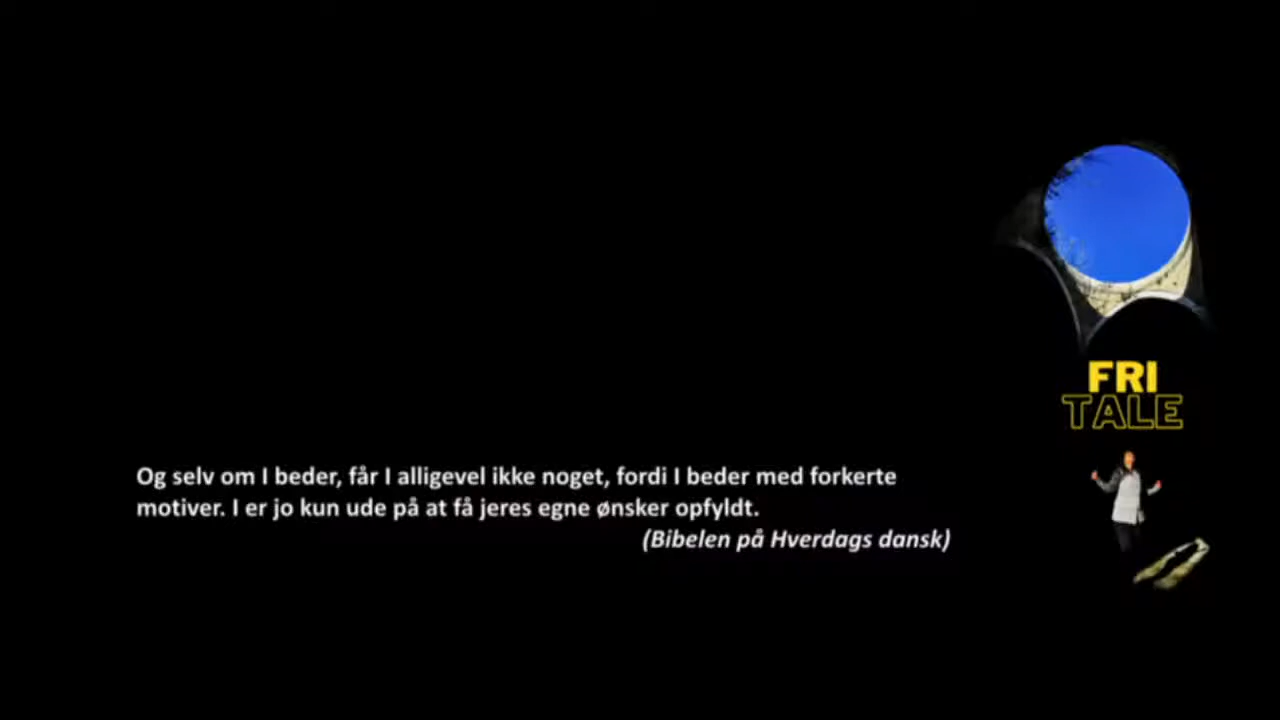 FRI
TALE
Og selv om I beder, får I alligevel ikke noget, fordi I beder med forkerte
motiver. I er jo kun ude på at få jeres egne ønsker opfyldt.
(Bibelen på Hverdags dansk)